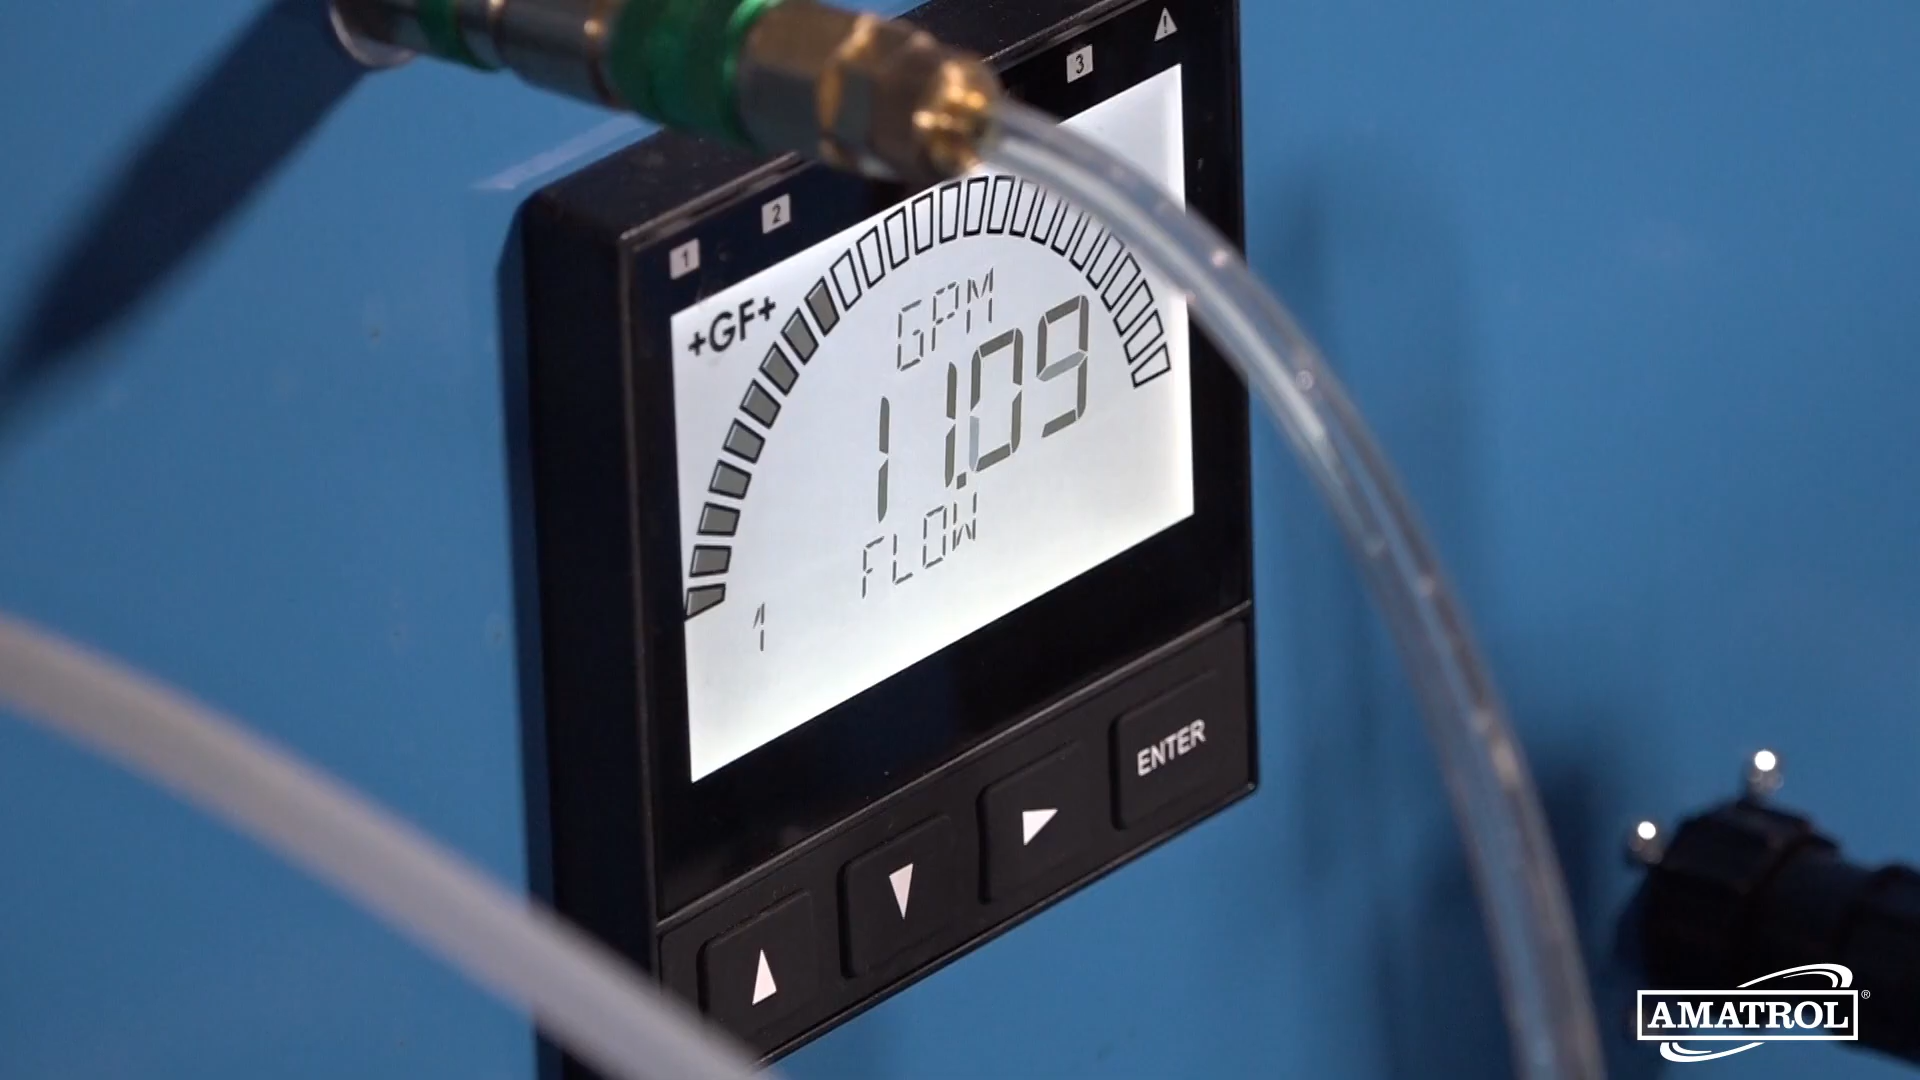 3
2
1
+GF+
GPM
11.09
FLOW
1
ENTER
AMATROL®